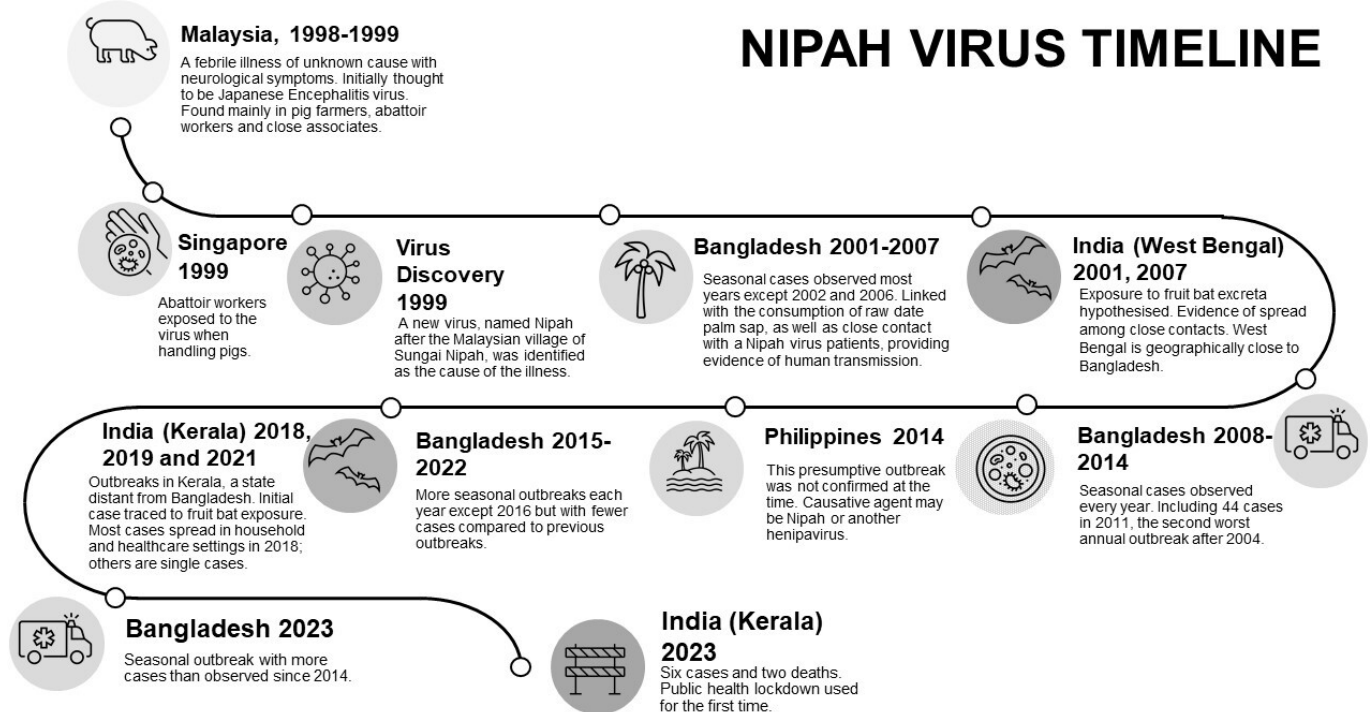 NIPAH VIRUS TIMELINE
Malaysia, 1998-1999
A febrile illness of unknown cause with
neurological symptoms. Initially thought
to be Japanese Encephalitis virus.
Found mainly in pig farmers, abattoir
workers and close associates.
Singapore
1999
Abattoir workers
exposed to the
virus when
handling pigs.
Virus
Discovery
1999
A new virus, named Nipah
after the Malaysian village of
Sungai Nipah, was identified
as the cause of the illness.
Bangladesh 2001-2007
Seasonal cases observed most
years except 2002 and 2006. Linked
with the consumption of raw date
palm sap, as well as close contact
with a Nipah virus patients, providing
evidence of human transmission.
India (West Bengal)
2001, 2007
Exposure to fruit bat excreta
hypothesised. Evidence of spread
among close contacts. West
Bengal is geographically close to
Bangladesh.
Bangladesh 2008-
2014
Seasonal cases observed
every year. Including 44 cases
in 2011, the second worst
annual outbreak after 2004.
Philippines 2014
This presumptive outbreak
was not confirmed at the
time. Causative agent may
be Nipah or another
henipavirus.
Bangladesh 2015-
2022
More seasonal outbreaks each
year except 2016 but with fewer
cases compared to previous
outbreaks.
India (Kerala) 2018,
2019 and 2021
Outbreaks in Kerala, a state
distant from Bangladesh. Initial
case traced to fruit bat exposure.
Most cases spread in household
and healthcare settings in 2018;
others are single cases.
Bangladesh 2023
Seasonal outbreak with more
cases than observed since 2014.
India (Kerala)
2023
Six cases and two deaths.
Public health lockdown used
for the first time.